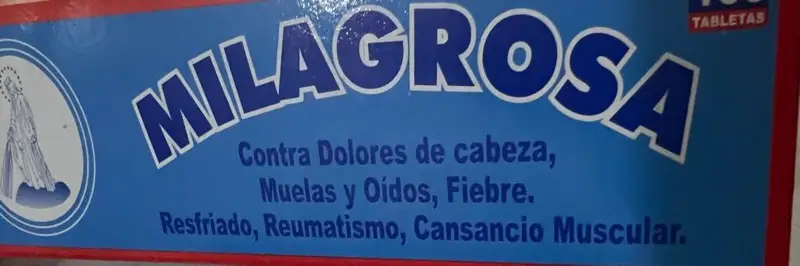 TABLETAS
MILAGROSA
Contra Dolores de cabeza,
Muelas y Oídos, Fiebre.
Resfriado, Reumatismo, Cansancio Muscular.